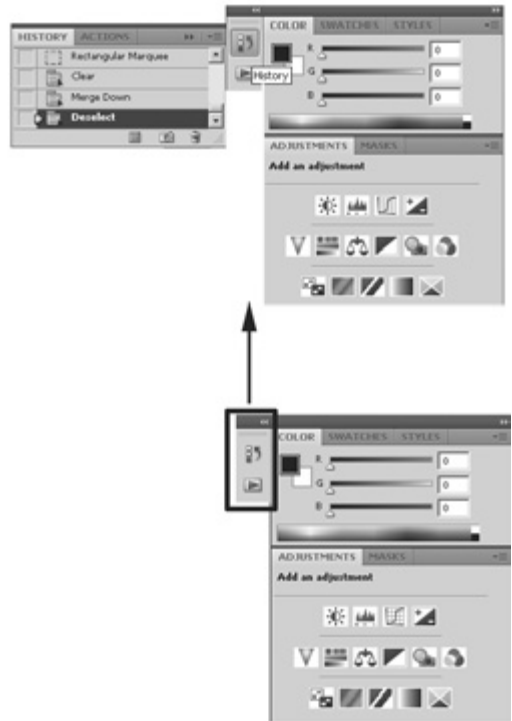 HISTORY ACTIONS
Rectangular Marquee
Clear
Merge Down
Deselect
History
COLOR SWATCHES STYLES
R 0
G 0
B 0
ADJUSTMENTS MASKS
Add an adjustment
COLOR SWATCHES STYLES
R 0
G 0
B 0
ADJUSTMENTS MASKS
Add an adjustment